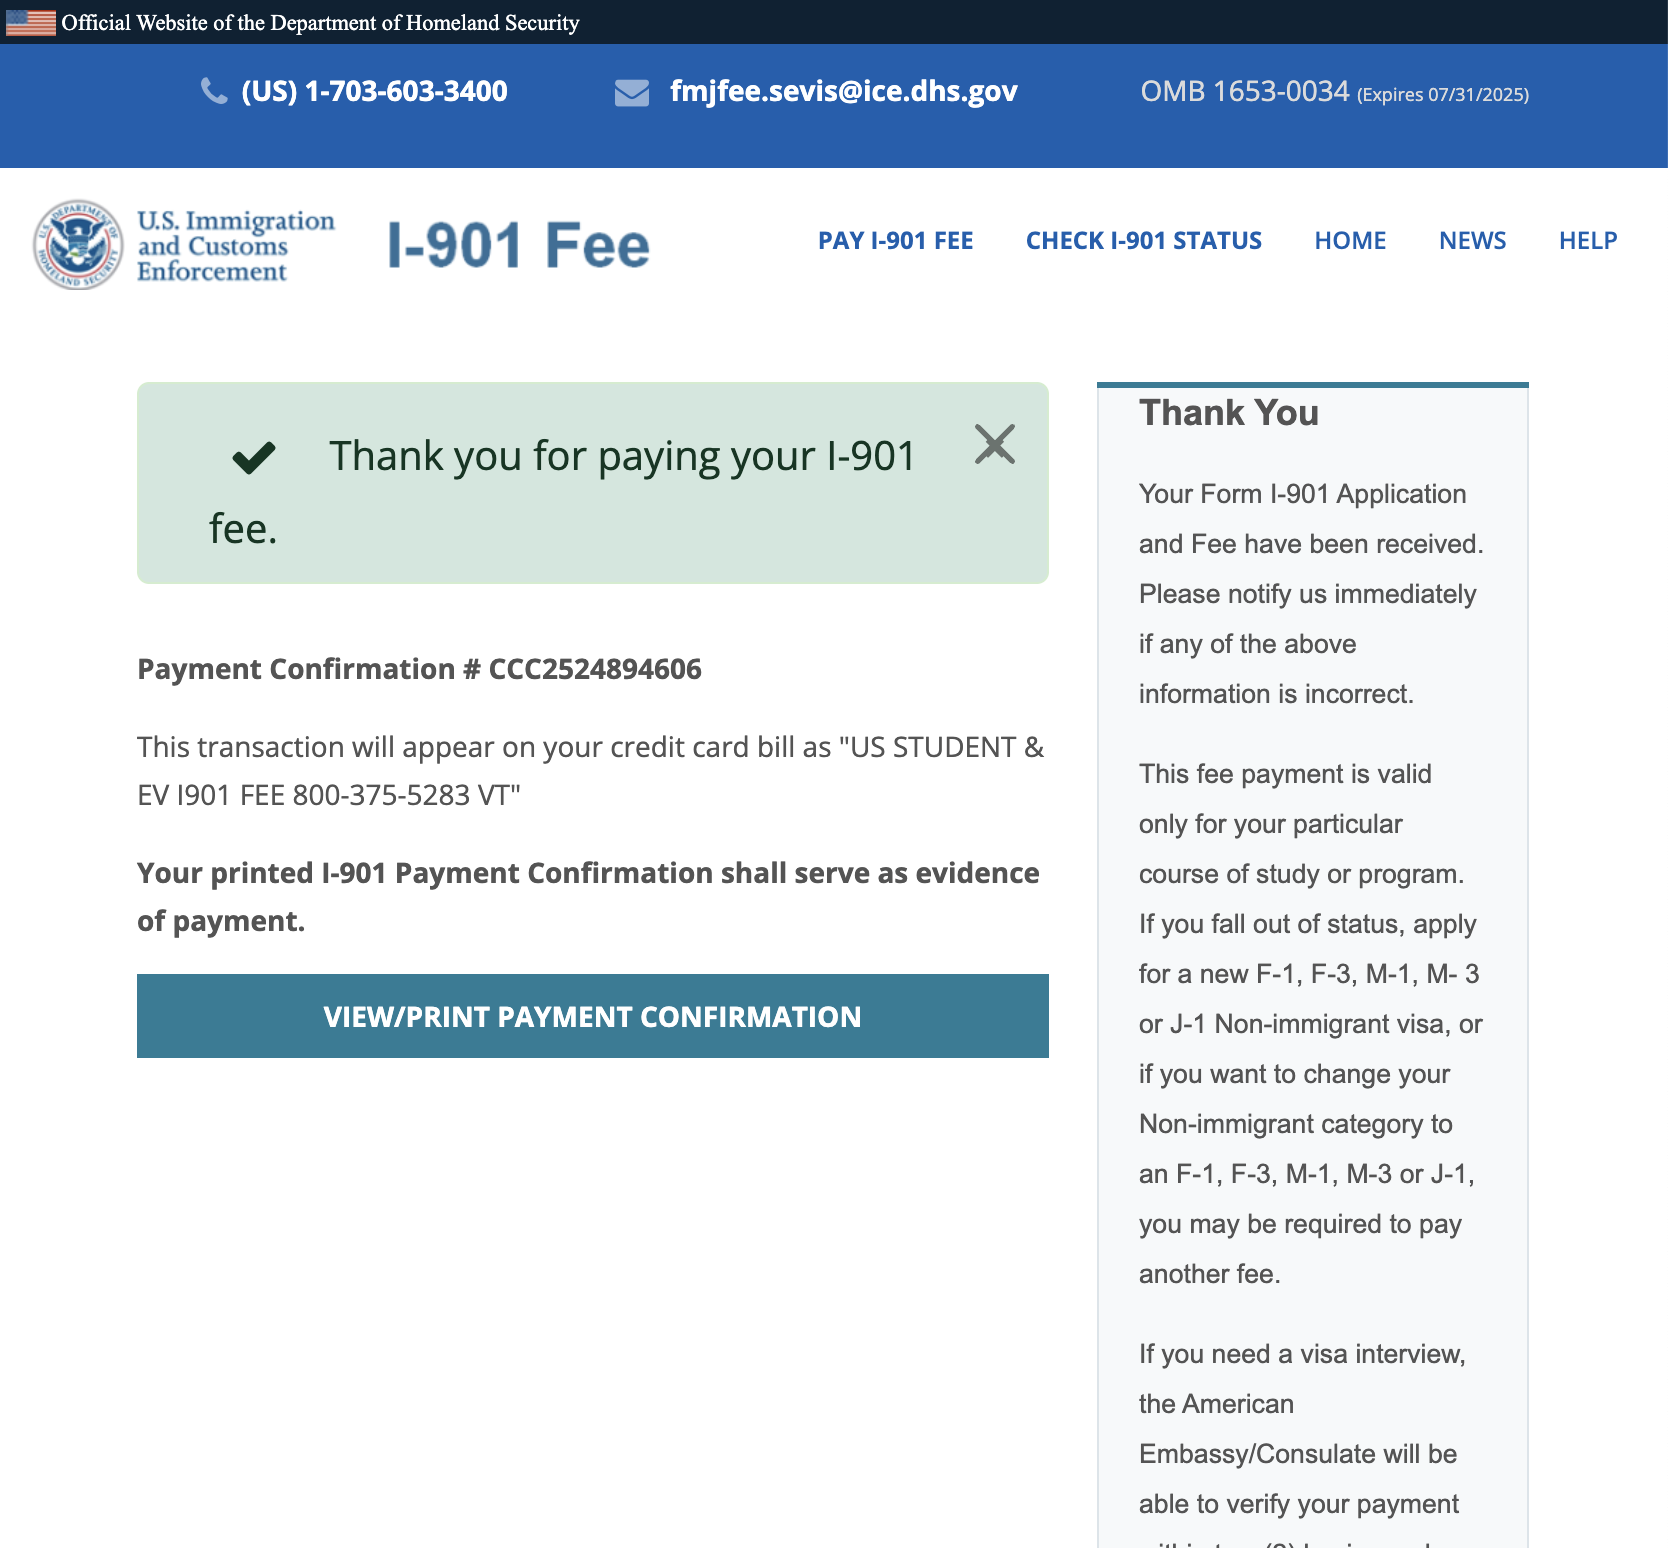 Official Website of the Department of Homeland Security
(US) 1-703-603-3400
fmjfee.sevis@ice.dhs.gov
OMB 1653-0034 (Expires 07/31/2025)
U.S. Immigration
and Customs
Enforcement
I-901 Fee
PAY I-901 FEE
CHECK I-901 STATUS
HOME
NEWS
HELP
Thank you for paying your I-901
fee.
Payment Confirmation # CCC2524894606
This transaction will appear on your credit card bill as "US STUDENT &
EV I901 FEE 800-375-5283 VT"
Your printed I-901 Payment Confirmation shall serve as evidence
of payment.
VIEW/PRINT PAYMENT CONFIRMATION
Thank You
Your Form I-901 Application
and Fee have been received.
Please notify us immediately
if any of the above
information is incorrect.
This fee payment is valid
only for your particular
course of study or program.
If you fall out of status, apply
for a new F-1, F-3, M-1, M- 3
or J-1 Non-immigrant visa, or
if you want to change your
Non-immigrant category to
an F-1, F-3, M-1, M-3 or J-1,
you may be required to pay
another fee.
If you need a visa interview,
the American
Embassy/Consulate will be
able to verify your payment